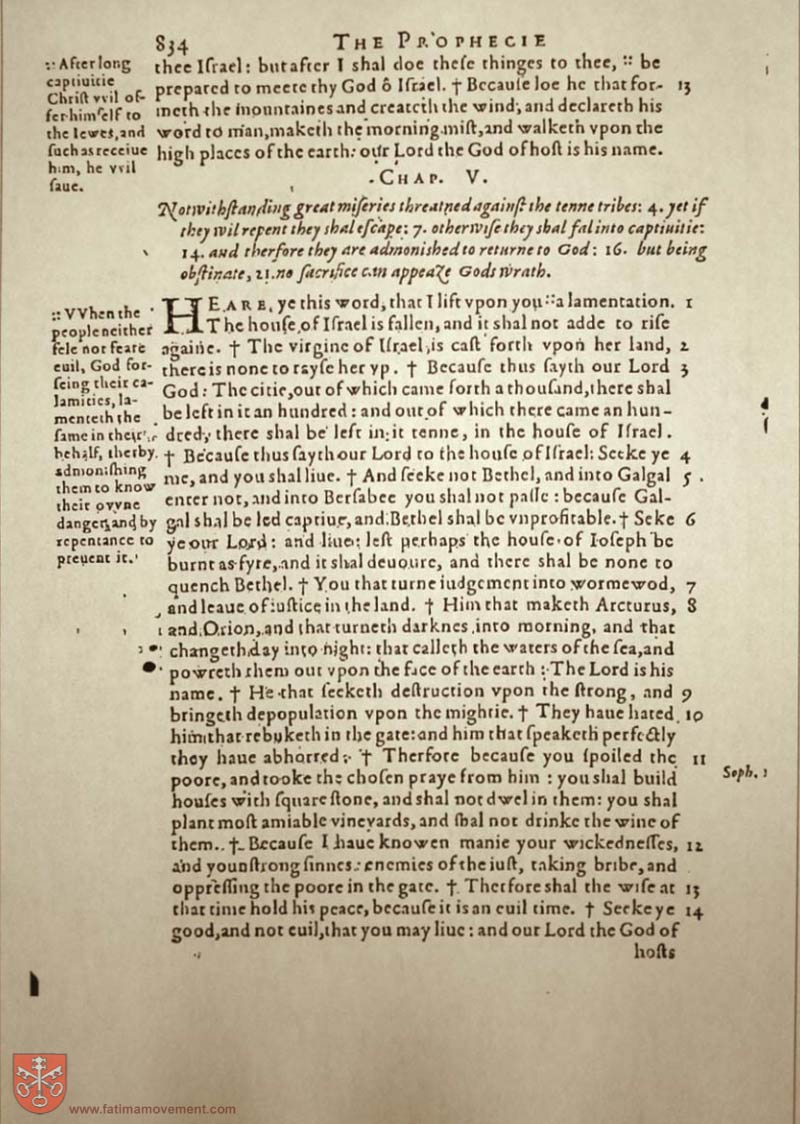 834 THE PROPHECIE
thee Iſrael: but after I shal doe theſe thinges to thee, :: be
prepared to meete thy God ô Iſrael. † Becauſe loe he that for- 13
meth the mountaines and createth the wind, and declareth his
word to man, maketh the morning miſt, and walketh vpon the
high places of the earth: our Lord the God of hoſt is his name.
:: After long
captiuitie
Chriſt vvil of-
fer himſelf to
the Iewes, and
ſuch as receiue
him, he vvil
ſaue.
CHAP. V.
Notwithſtanding great miſeries threatned againſt the tenne tribes: 4. yet if
they wil repent they shal eſcape: 7. otherwiſe they shal fal into captiuitie:
14. and therfore they are admonished to returne to God: 16. but being
obſtinate, 21. no ſacrifice can appeaze Gods wrath.
HEARE, ye this word, that I lift vpon you :: a lamentation. 1
The houſe of Iſrael is fallen, and it shal not adde to riſe
againe. † The virgine of Iſrael, is caſt forth vpon her land, 2
there is none to rayſe her vp. † Becauſe thus ſayth our Lord 3
God: The citie, out of which came forth a thouſand, there shal
be left in it an hundred: and out of which there came an hun-
dred, there shal be left in it tenne, in the houſe of Iſrael.
† Becauſe thus ſayth our Lord to the houſe of Iſrael: Seeke ye 4
me, and you shal liue. † And ſeeke not Bethel, and into Galgal 5
enter not, and into Berſabee you shal not paſſe: becauſe Gal-
gal shal be led captiue, and Bethel shal be vnprofitable. † Seke 6
ye our Lord: and liue: leſt perhaps the houſe of Ioſeph be
burnt as fyre, and it shal deuoure, and there shal be none to
quench Bethel. † You that turne iudgement into wormewod, 7
and leaue of iuſtice in the land. † Him that maketh Arcturus, 8
and Orion, and that turneth darknes into morning, and that
changeth day into night: that calleth the waters of the ſea, and
powreth them out vpon the face of the earth: The Lord is his
name. † He that ſeeketh deſtruction vpon the ſtrong, and 9
bringeth depopulation vpon the mightie. † They haue hated 10
him that rebuketh in the gate: and him that ſpeaketh perfectly
they haue abhorred: † Therfore becauſe you ſpoiled the 11
poore, and tooke the choſen praye from him: you shal build
houſes with ſquare ſtone, and shal not dwel in them: you shal
plant moſt amiable vineyards, and shal not drinke the wine of
them. † Becauſe I haue knowen manie your wickedneſſes, 12
and your ſtrong ſinnes: enemies of the iuſt, taking bribe, and
oppreſſing the poore in the gate. † Therfore shal the wiſe at 13
that time hold his peace, becauſe it is an euil time. † Seeke ye 14
good, and not euil, that you may liue: and our Lord the God of
hoſts
:: VVhen the
people neither
fele nor feare
euil, God for-
ſeing their ca-
lamities, la-
menteth the
ſame in their
behalf, therby
admonishing
them to know
their ovvne
danger, and by
repentance to
preuent it.
Soph. 1
www.fatimamovement.com